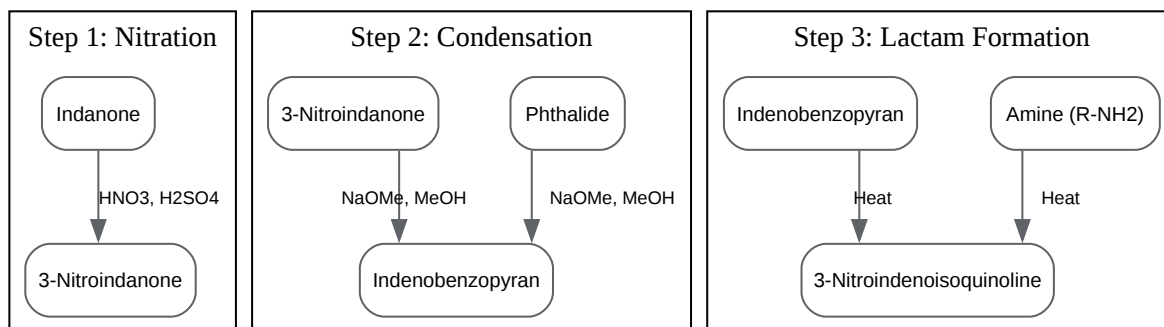 Step 1: Nitration
Indanone
HNO3, H2SO4
3-Nitroindanone
Step 2: Condensation
3-Nitroindanone
Phthalide
NaOMe, MeOH
NaOMe, MeOH
Indenobenzopyran
Step 3: Lactam Formation
Indenobenzopyran
Amine (R-NH2)
Heat
Heat
3-Nitroindenoisoquinoline